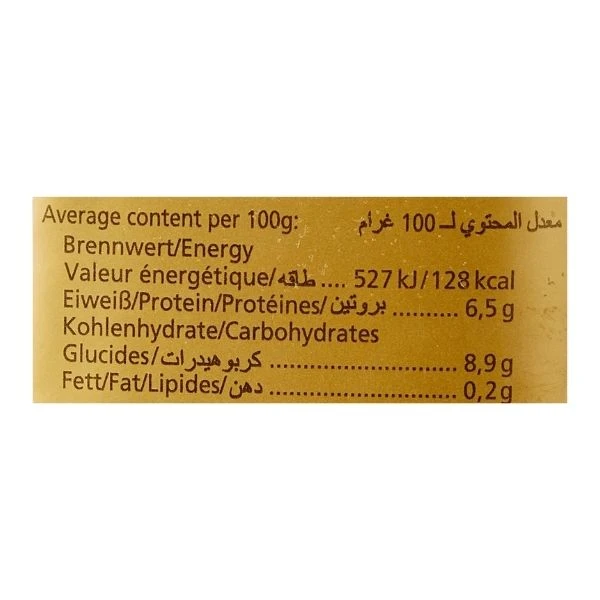 Average content per 100g: معدل المحتوي لـ 100 غرام
Brennwert/Energy
Valeur énergétique/طاقه .... 527 kJ/128 kcal
Eiweiß/Protein/Protéines/بروتين .......... 6,5 g
Kohlenhydrate/Carbohydrates
Glucides/كربوهيدرات ........................ 8,9 g
Fett/Fat/Lipides/دهن ........................ 0,2 g